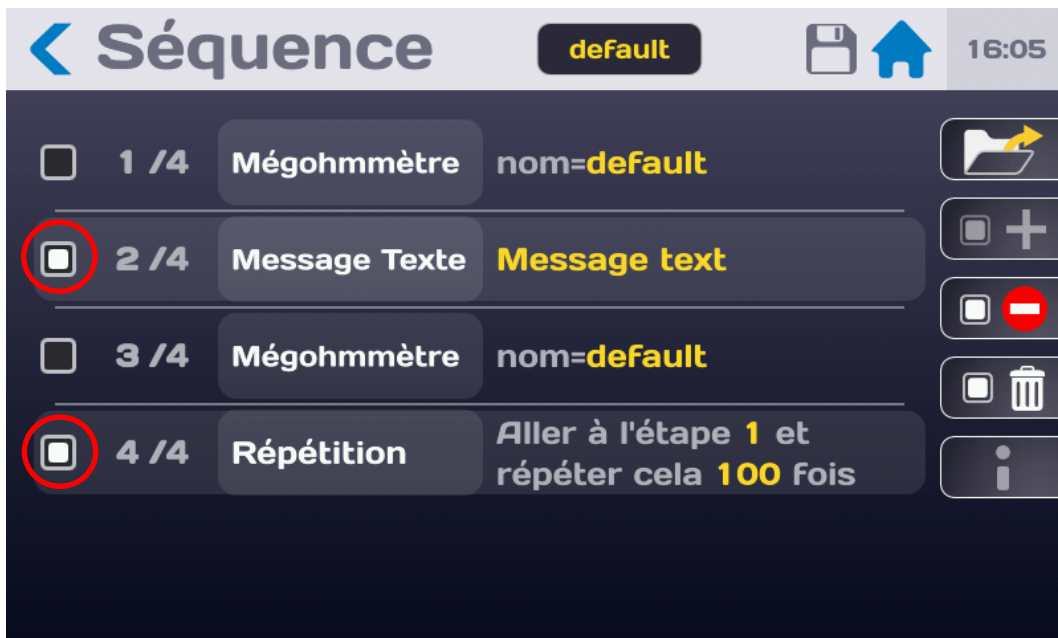 Séquence default 16:05
1 /4 Mégohmmètre nom=default
2 /4 Message Texte Message text
3 /4 Mégohmmètre nom=default
4 /4 Répétition Aller à l'étape 1 et
répéter cela 100 fois